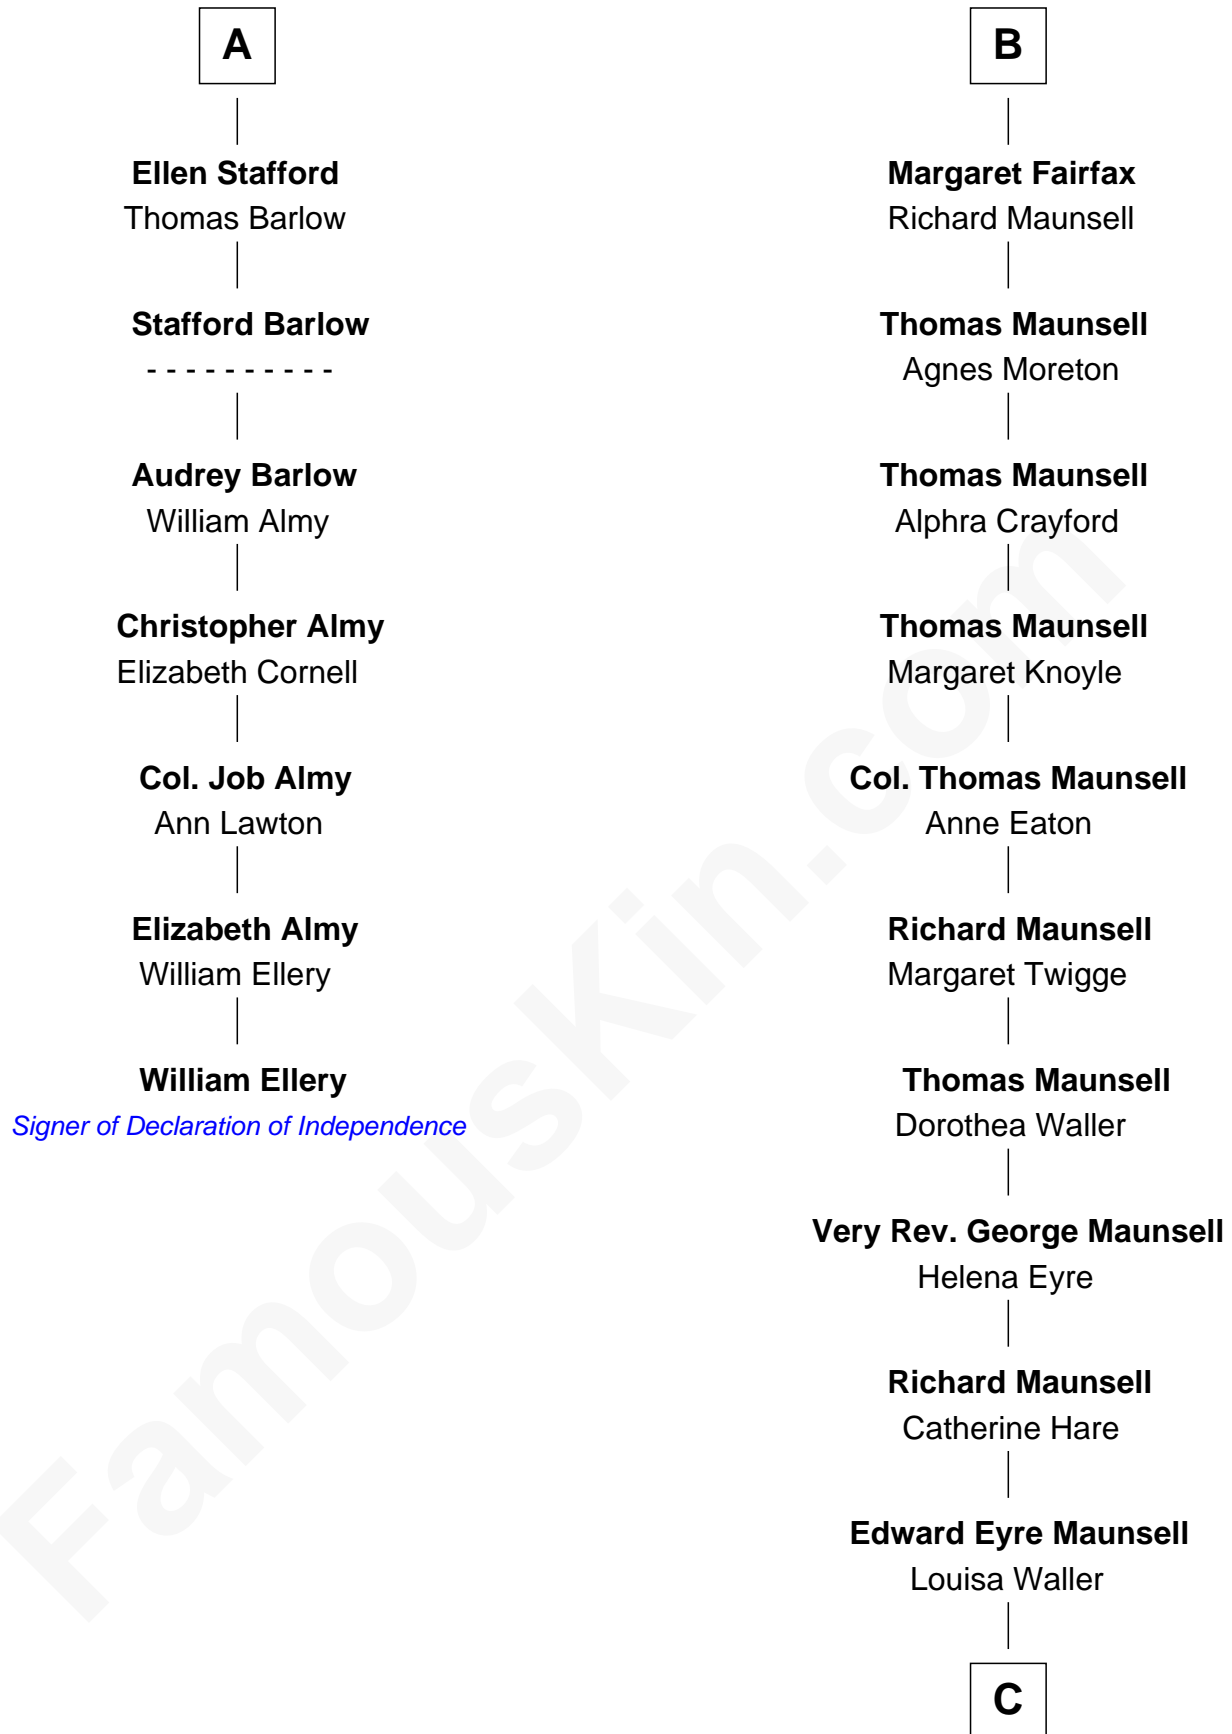 A
Ellen Stafford
Thomas Barlow
Stafford Barlow
- - - - - - - - - -
Audrey Barlow
William Almy
Christopher Almy
Elizabeth Cornell
Col. Job Almy
Ann Lawton
Elizabeth Almy
William Ellery
William Ellery
Signer of Declaration of Independence
B
Margaret Fairfax
Richard Maunsell
Thomas Maunsell
Agnes Moreton
Thomas Maunsell
Alphra Crayford
Thomas Maunsell
Margaret Knoyle
Col. Thomas Maunsell
Anne Eaton
Richard Maunsell
Margaret Twigge
Thomas Maunsell
Dorothea Waller
Very Rev. George Maunsell
Helena Eyre
Richard Maunsell
Catherine Hare
Edward Eyre Maunsell
Louisa Waller
C
FamousKin.com